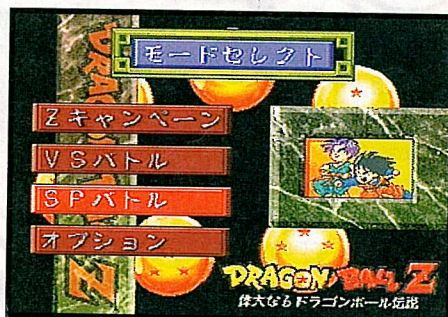 モードセレクト
Zキャンペーン
VSバトル
SPバトル
オプション
DRAGON BALL Z
偉大なるドラゴンボール伝説
DRAGON
Z